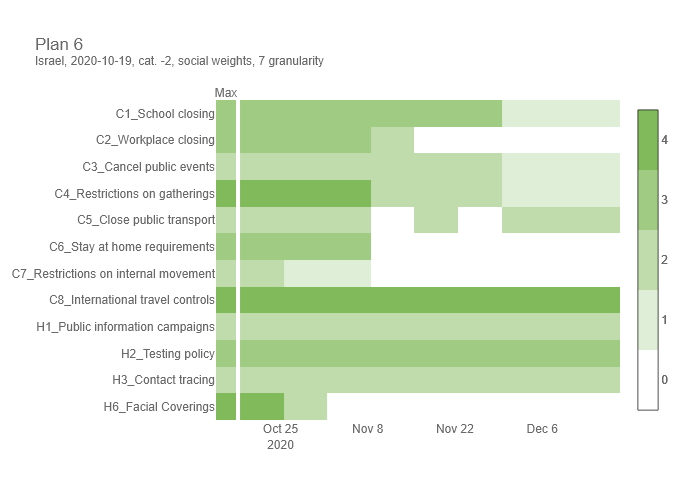 Plan 6
Israel, 2020-10-19, cat. -2, social weights, 7 granularity
Max
C1_School closing
C2_Workplace closing
C3_Cancel public events
C4_Restrictions on gatherings
C5_Close public transport
C6_Stay at home requirements
C7_Restrictions on internal movement
C8_International travel controls
H1_Public information campaigns
H2_Testing policy
H3_Contact tracing
H6_Facial Coverings
Oct 25 Nov 8 Nov 22 Dec 6
2020
4
3
2
1
0